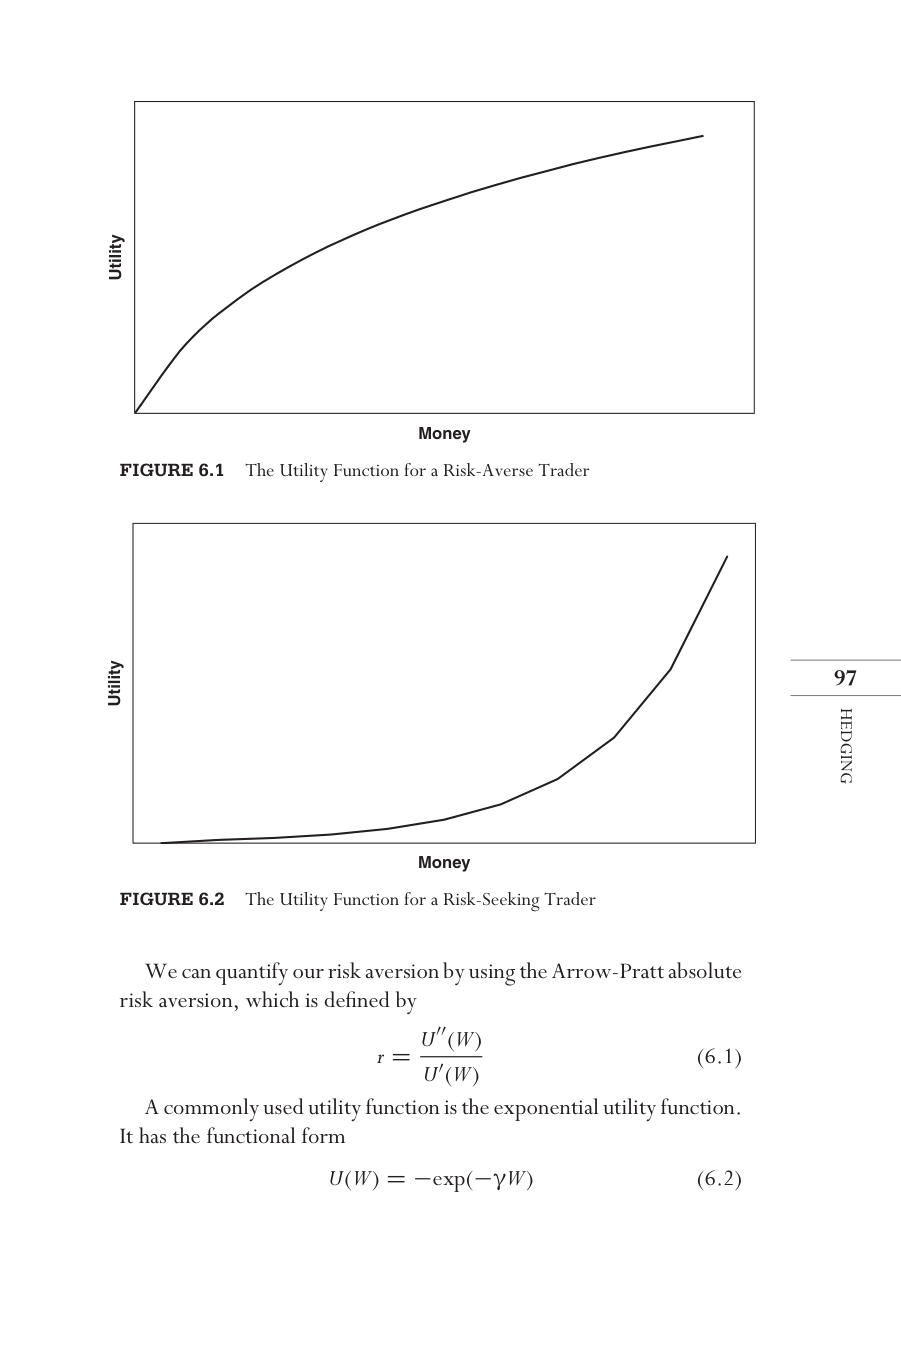 Utility
Money
FIGURE 6.1 The Utility Function for a Risk-Averse Trader
Utility
Money
FIGURE 6.2 The Utility Function for a Risk-Seeking Trader
97
HEDGING
We can quantify our risk aversion by using the Arrow-Pratt absolute
risk aversion, which is defined by
r = U″(W) / U′(W) (6.1)
A commonly used utility function is the exponential utility function.
It has the functional form
U(W) = −exp(−γW) (6.2)